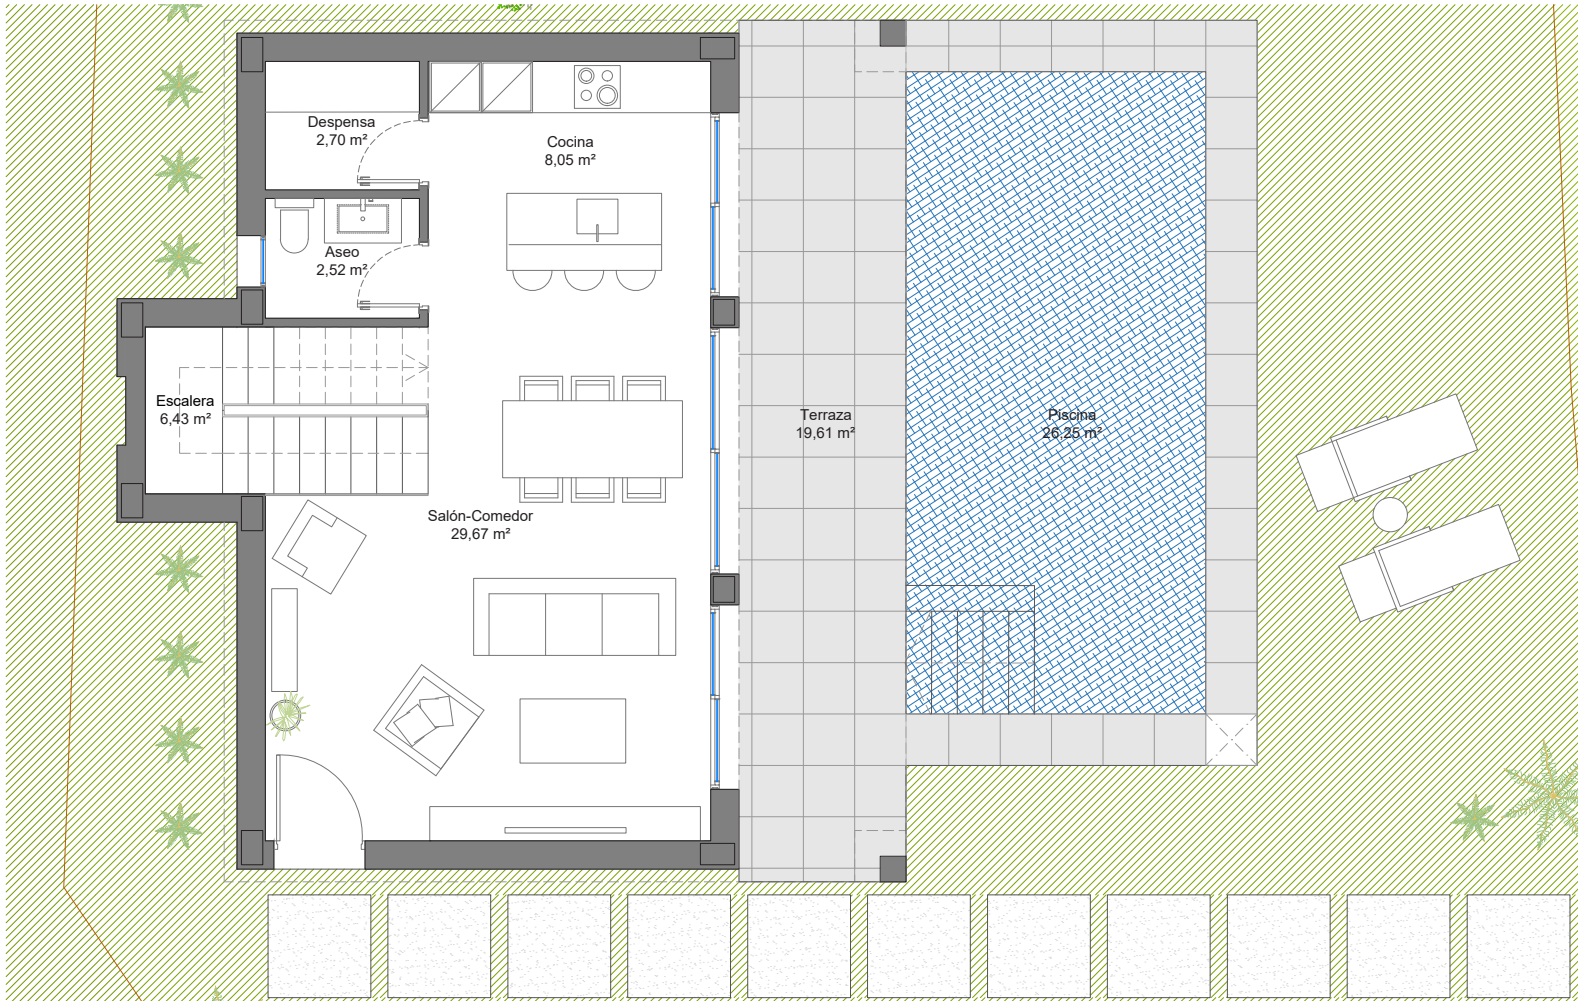 Despensa
2,70 m²
Cocina
8,05 m²
Aseo
2,52 m²
Escalera
6,43 m²
Terraza
19,61 m²
Piscina
26,25 m²
Salón-Comedor
29,67 m²